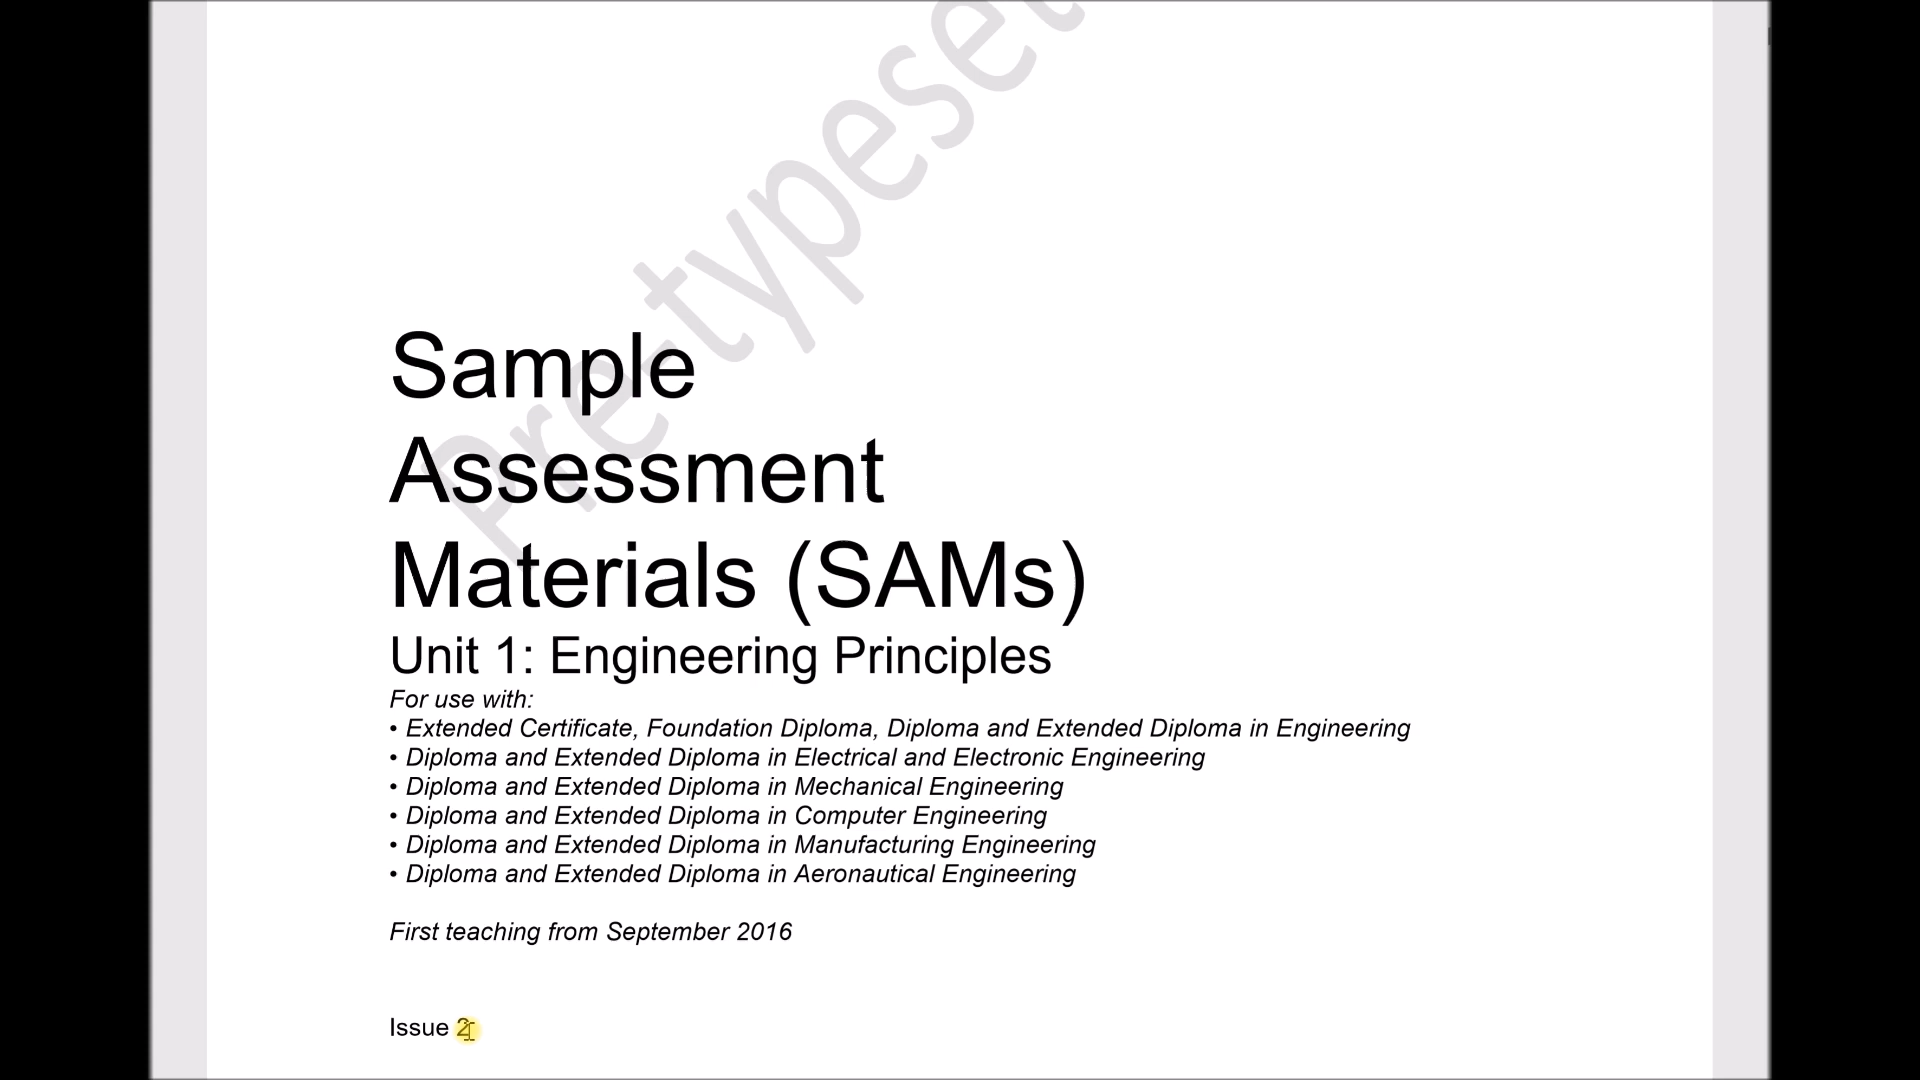 Pre-typeset
Sample
Assessment
Materials (SAMs)
Unit 1: Engineering Principles
For use with:
• Extended Certificate, Foundation Diploma, Diploma and Extended Diploma in Engineering
• Diploma and Extended Diploma in Electrical and Electronic Engineering
• Diploma and Extended Diploma in Mechanical Engineering
• Diploma and Extended Diploma in Computer Engineering
• Diploma and Extended Diploma in Manufacturing Engineering
• Diploma and Extended Diploma in Aeronautical Engineering
First teaching from September 2016
Issue 2